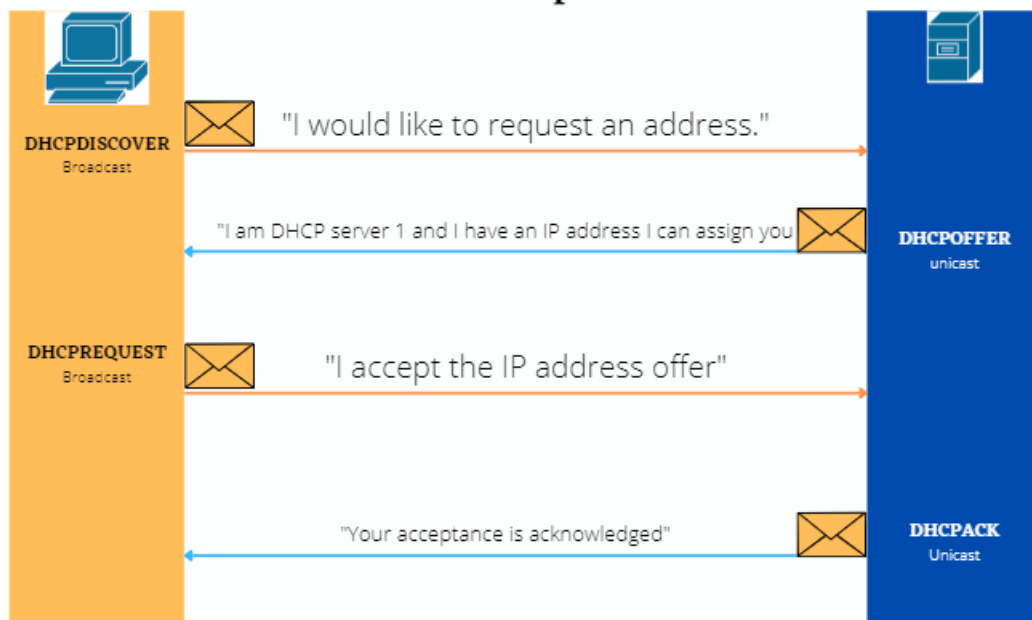 DHCPDISCOVER
Broadcast
"I would like to request an address."
"I am DHCP server 1 and I have an IP address I can assign you
DHCPOFFER
unicast
DHCPREQUEST
Broadcast
"I accept the IP address offer"
"Your acceptance is acknowledged"
DHCPACK
Unicast